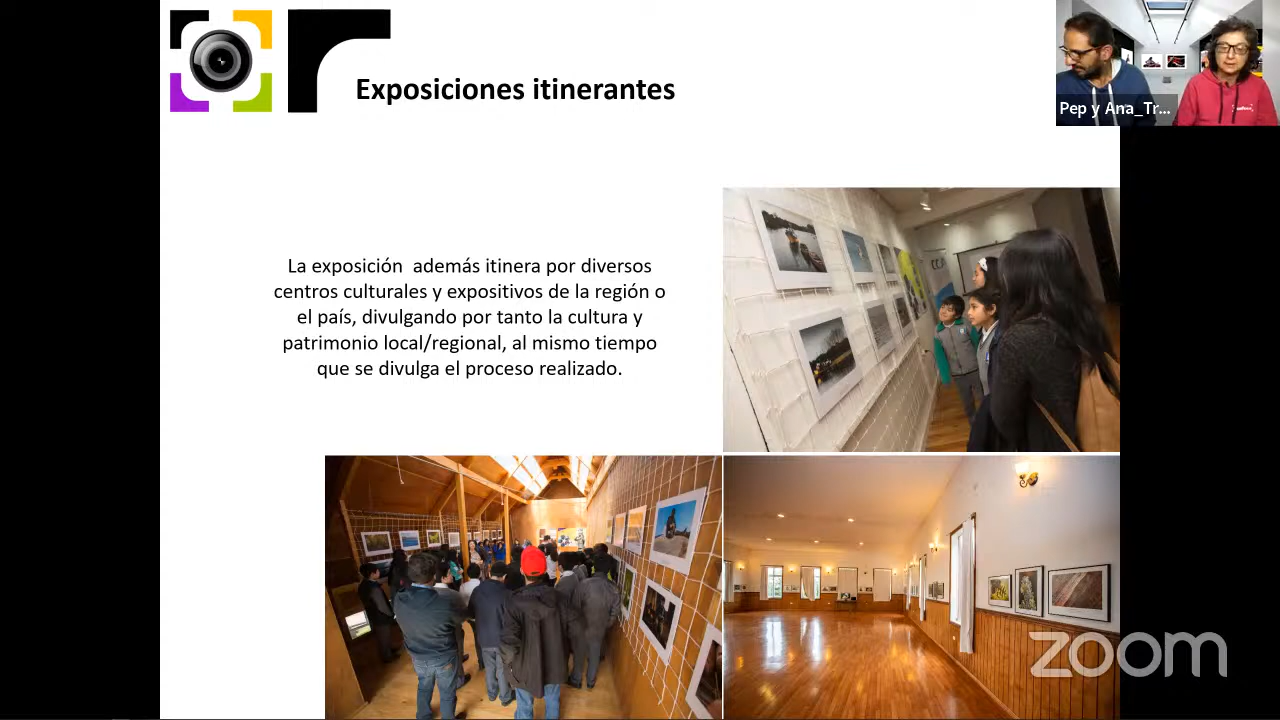 Exposiciones itinerantes
Pep y Ana_Tr...
La exposición además itinera por diversos
centros culturales y expositivos de la región o
el país, divulgando por tanto la cultura y
patrimonio local/regional, al mismo tiempo
que se divulga el proceso realizado.
zoom